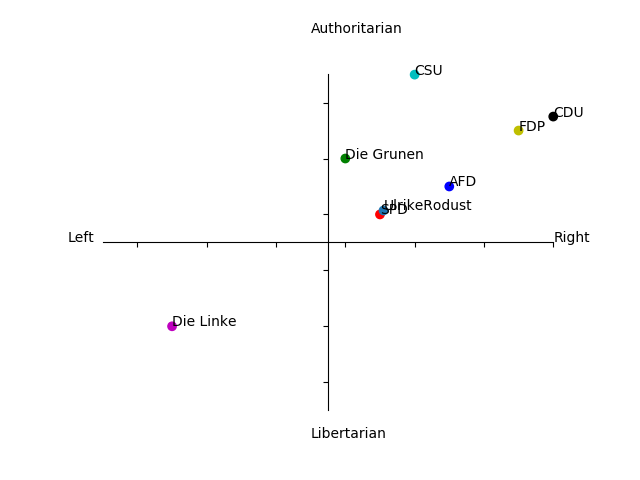 Authoritarian
CSU
CDU
FDP
Die Grunen
AFD
UlrikeRodust
SPD
Left
Right
Die Linke
Libertarian